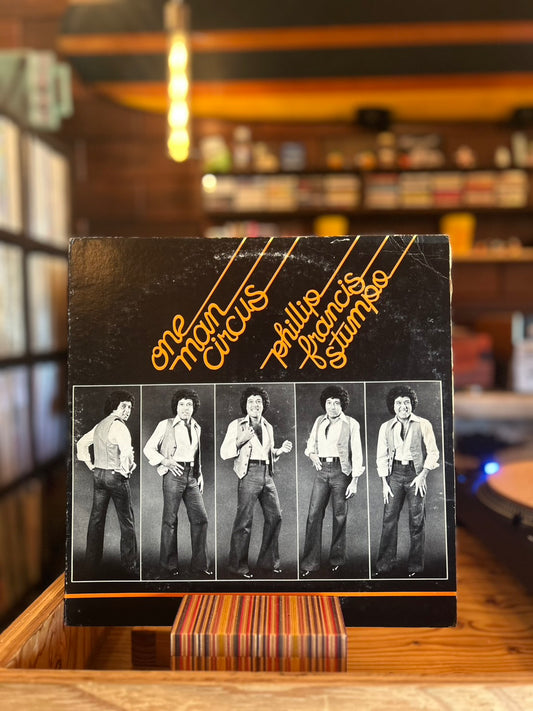 one
man
circus
phillip
francis
stumpo